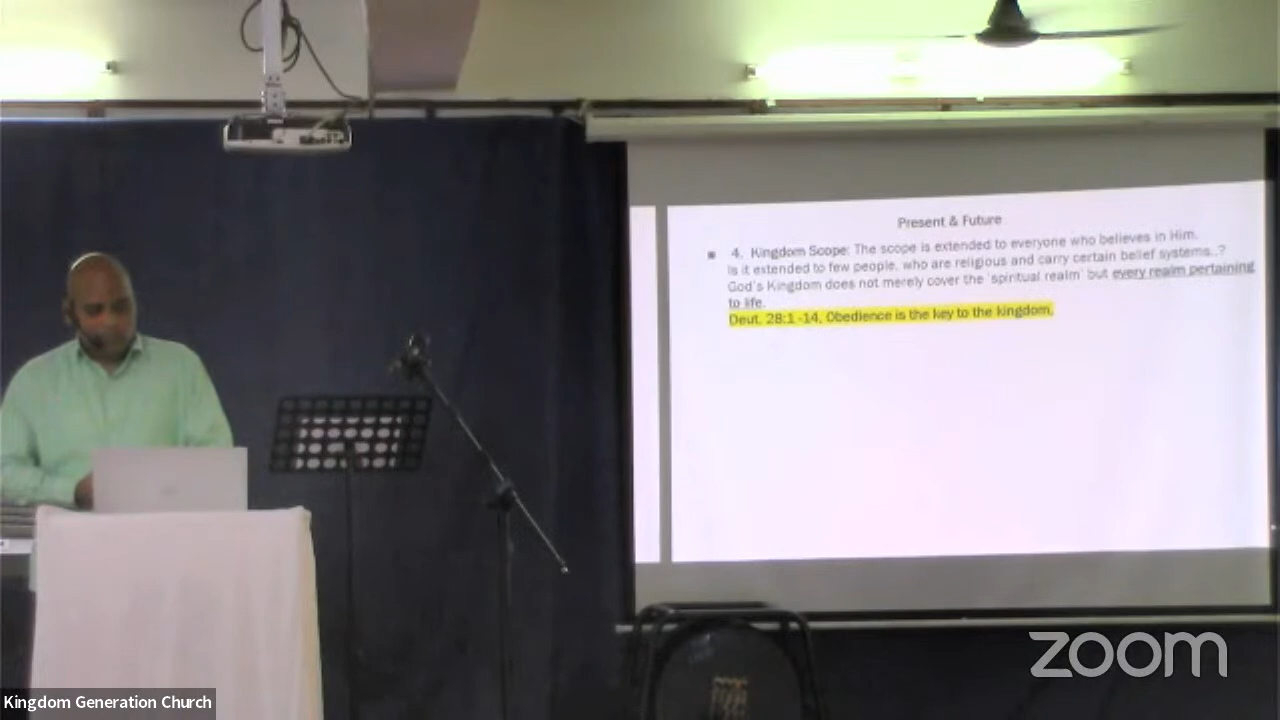 Present & Future
4. Kingdom Scope: The scope is extended to everyone who believes in Him.
Is it extended to few people, who are religious and carry certain belief systems..?
God's Kingdom does not merely cover the 'spiritual realm' but every realm pertaining
to life.
Deut. 28:1 -14, Obedience is the key to the kingdom.
zoom
Kingdom Generation Church